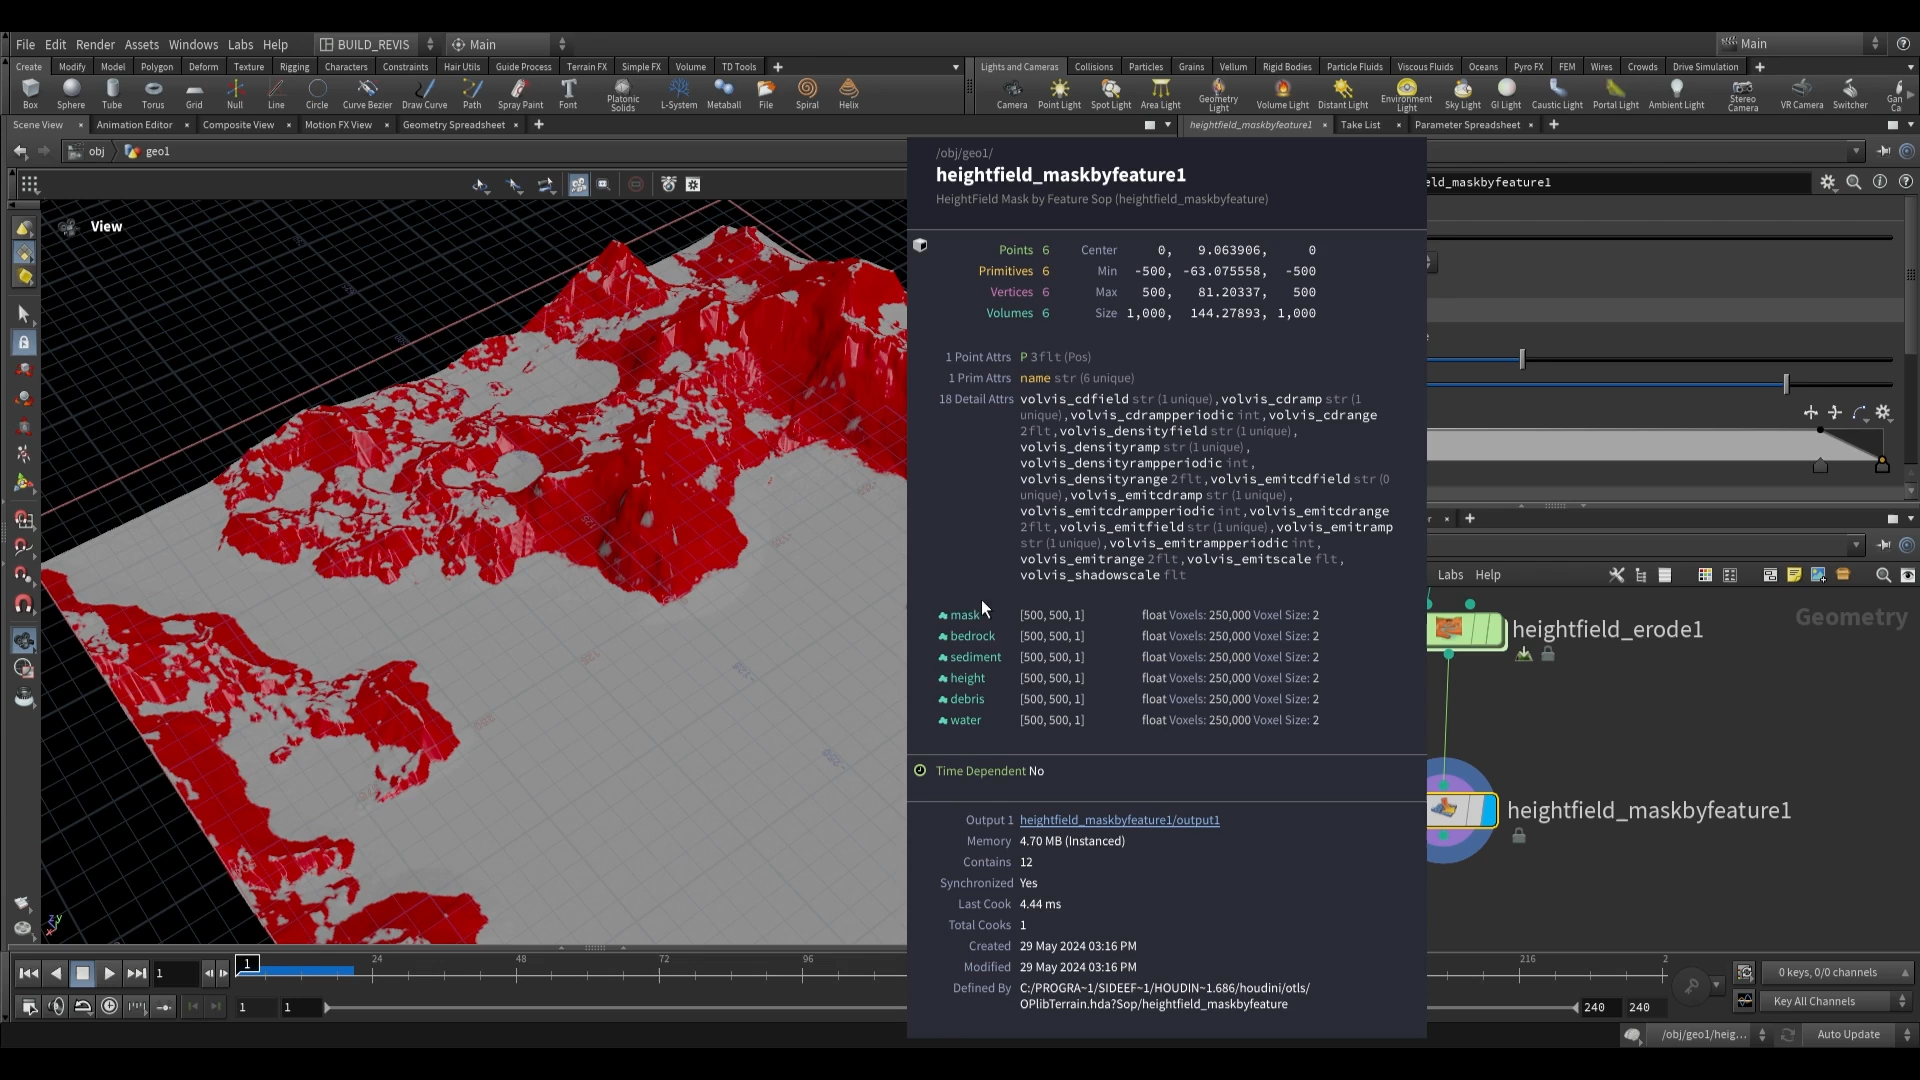 File Edit Render Assets Windows Labs Help BUILD_REVIS Main Main
Create Modify Model Polygon Deform Texture Rigging Characters Constraints Hair Utils Guide Process Terrain FX Simple FX Volume TD Tools
Lights and Cameras Collisions Particles Grains Vellum Rigid Bodies Particle Fluids Viscous Fluids Oceans Pyro FX FEM Wires Crowds Drive Simulation
Box Sphere Tube Torus Grid Null Line Circle Curve Bezier Draw Curve Path Spray Paint Font Platonic Solids L-System Metaball File Spiral Helix
Camera Point Light Spot Light Area Light Geometry Light Volume Light Distant Light Environment Light Sky Light GI Light Caustic Light Portal Light Ambient Light Stereo Camera VR Camera Switcher Gan Ca
Scene View Animation Editor Composite View Motion FX View Geometry Spreadsheet
heightfield_maskbyfeature1 Take List Parameter Spreadsheet
obj geo1
View
/obj/geo1/
heightfield_maskbyfeature1
HeightField Mask by Feature Sop (heightfield_maskbyfeature)
Points 6 Center 0, 9.063906, 0
Primitives 6 Min -500, -63.075558, -500
Vertices 6 Max 500, 81.20337, 500
Volumes 6 Size 1,000, 144.27893, 1,000
1 Point Attrs P 3flt (Pos)
1 Prim Attrs name str (6 unique)
18 Detail Attrs volvis_cdfield str (1 unique), volvis_cdramp str (1
unique), volvis_cdrampperiodic int, volvis_cdrange
2flt, volvis_densityfield str (1 unique),
volvis_densityramp str (1 unique),
volvis_densityrampperiodic int,
volvis_densityrange 2flt, volvis_emitcdfield str (0
unique), volvis_emitcdramp str (1 unique),
volvis_emitcdrampperiodic int, volvis_emitcdrange
2flt, volvis_emitfield str (1 unique), volvis_emitramp
str (1 unique), volvis_emitrampperiodic int,
volvis_emitrange 2flt, volvis_emitscale flt,
volvis_shadowscale flt
mask [500, 500, 1] float Voxels: 250,000 Voxel Size: 2
bedrock [500, 500, 1] float Voxels: 250,000 Voxel Size: 2
sediment [500, 500, 1] float Voxels: 250,000 Voxel Size: 2
height [500, 500, 1] float Voxels: 250,000 Voxel Size: 2
debris [500, 500, 1] float Voxels: 250,000 Voxel Size: 2
water [500, 500, 1] float Voxels: 250,000 Voxel Size: 2
Time Dependent No
Output 1 heightfield_maskbyfeature1/output1
Memory 4.70 MB (Instanced)
Contains 12
Synchronized Yes
Last Cook 4.44 ms
Total Cooks 1
Created 29 May 2024 03:16 PM
Modified 29 May 2024 03:16 PM
Defined By C:/PROGRA~1/SIDEEF~1/HOUDIN~1.686/houdini/otls/
OPlibTerrain.hda?Sop/heightfield_maskbyfeature
eld_maskbyfeature1
Labs Help
Geometry
heightfield_erode1
heightfield_maskbyfeature1
1 1 24 48 72 96 216 2
0 keys, 0/0 channels
1 1 240 240 Key All Channels
/obj/geo1/heig... Auto Update